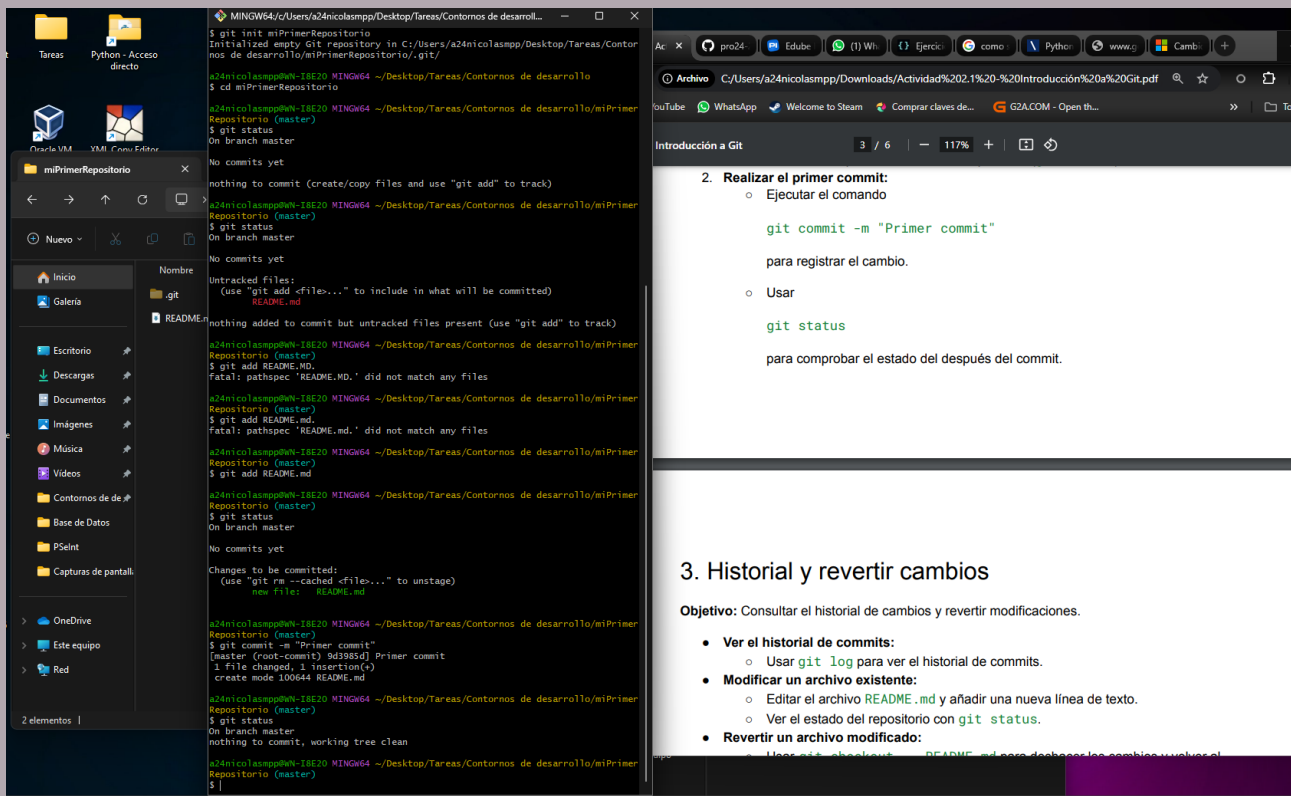 Tareas
Python - Acceso
directo
Oracle VM
XML Copy Editor
miPrimerRepositorio
Nuevo
Inicio
Galería
Escritorio
Descargas
Documentos
Imágenes
Música
Vídeos
Contornos de de
Base de Datos
PSeInt
Capturas de pantall
OneDrive
Este equipo
Red
Nombre
.git
README.m
2 elementos
MINGW64:/c/Users/a24nicolasmpp/Desktop/Tareas/Contornos de desarroll...
$ git init miPrimerRepositorio
Initialized empty Git repository in C:/Users/a24nicolasmpp/Desktop/Tareas/Contor
nos de desarrollo/miPrimerRepositorio/.git/
a24nicolasmpp@WN-I8E20 MINGW64 ~/Desktop/Tareas/Contornos de desarrollo
$ cd miPrimerRepositorio
a24nicolasmpp@WN-I8E20 MINGW64 ~/Desktop/Tareas/Contornos de desarrollo/miPrimer
Repositorio (master)
$ git status
On branch master
No commits yet
nothing to commit (create/copy files and use "git add" to track)
a24nicolasmpp@WN-I8E20 MINGW64 ~/Desktop/Tareas/Contornos de desarrollo/miPrimer
Repositorio (master)
$ git status
On branch master
No commits yet
Untracked files:
(use "git add <file>..." to include in what will be committed)
README.md
nothing added to commit but untracked files present (use "git add" to track)
a24nicolasmpp@WN-I8E20 MINGW64 ~/Desktop/Tareas/Contornos de desarrollo/miPrimer
Repositorio (master)
$ git add README.MD.
fatal: pathspec 'README.MD.' did not match any files
a24nicolasmpp@WN-I8E20 MINGW64 ~/Desktop/Tareas/Contornos de desarrollo/miPrimer
Repositorio (master)
$ git add README.md.
fatal: pathspec 'README.md.' did not match any files
a24nicolasmpp@WN-I8E20 MINGW64 ~/Desktop/Tareas/Contornos de desarrollo/miPrimer
Repositorio (master)
$ git add README.md
a24nicolasmpp@WN-I8E20 MINGW64 ~/Desktop/Tareas/Contornos de desarrollo/miPrimer
Repositorio (master)
$ git status
On branch master
No commits yet
Changes to be committed:
(use "git rm --cached <file>..." to unstage)
new file:   README.md
a24nicolasmpp@WN-I8E20 MINGW64 ~/Desktop/Tareas/Contornos de desarrollo/miPrimer
Repositorio (master)
$ git commit -m "Primer commit"
[master (root-commit) 9d3985d] Primer commit
1 file changed, 1 insertion(+)
create mode 100644 README.md
a24nicolasmpp@WN-I8E20 MINGW64 ~/Desktop/Tareas/Contornos de desarrollo/miPrimer
Repositorio (master)
$ git status
On branch master
nothing to commit, working tree clean
a24nicolasmpp@WN-I8E20 MINGW64 ~/Desktop/Tareas/Contornos de desarrollo/miPrimer
Repositorio (master)
$
Ac pro24- Edube (1) Wh Ejercici como Python www.g Cambi
Archivo C:/Users/a24nicolasmpp/Downloads/Actividad%202.1%20-%20Introducción%20a%20Git.pdf
YouTube WhatsApp Welcome to Steam Comprar claves de... G2A.COM - Open th... To
Introducción a Git 3 / 6 117%
2. Realizar el primer commit:
○ Ejecutar el comando
git commit -m "Primer commit"
para registrar el cambio.
○ Usar
git status
para comprobar el estado del después del commit.
3. Historial y revertir cambios
Objetivo: Consultar el historial de cambios y revertir modificaciones.
● Ver el historial de commits:
○ Usar git log para ver el historial de commits.
● Modificar un archivo existente:
○ Editar el archivo README.md y añadir una nueva línea de texto.
○ Ver el estado del repositorio con git status.
● Revertir un archivo modificado:
○ Usar git checkout -- README.md para deshacer los cambios y volver al